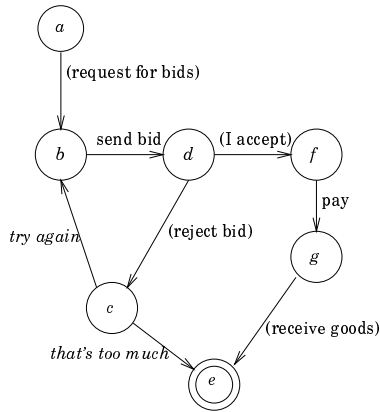 a
(request for bids)
send bid
(I accept)
b
d
f
pay
try again
(reject bid)
g
c
(receive goods)
that's too much
e